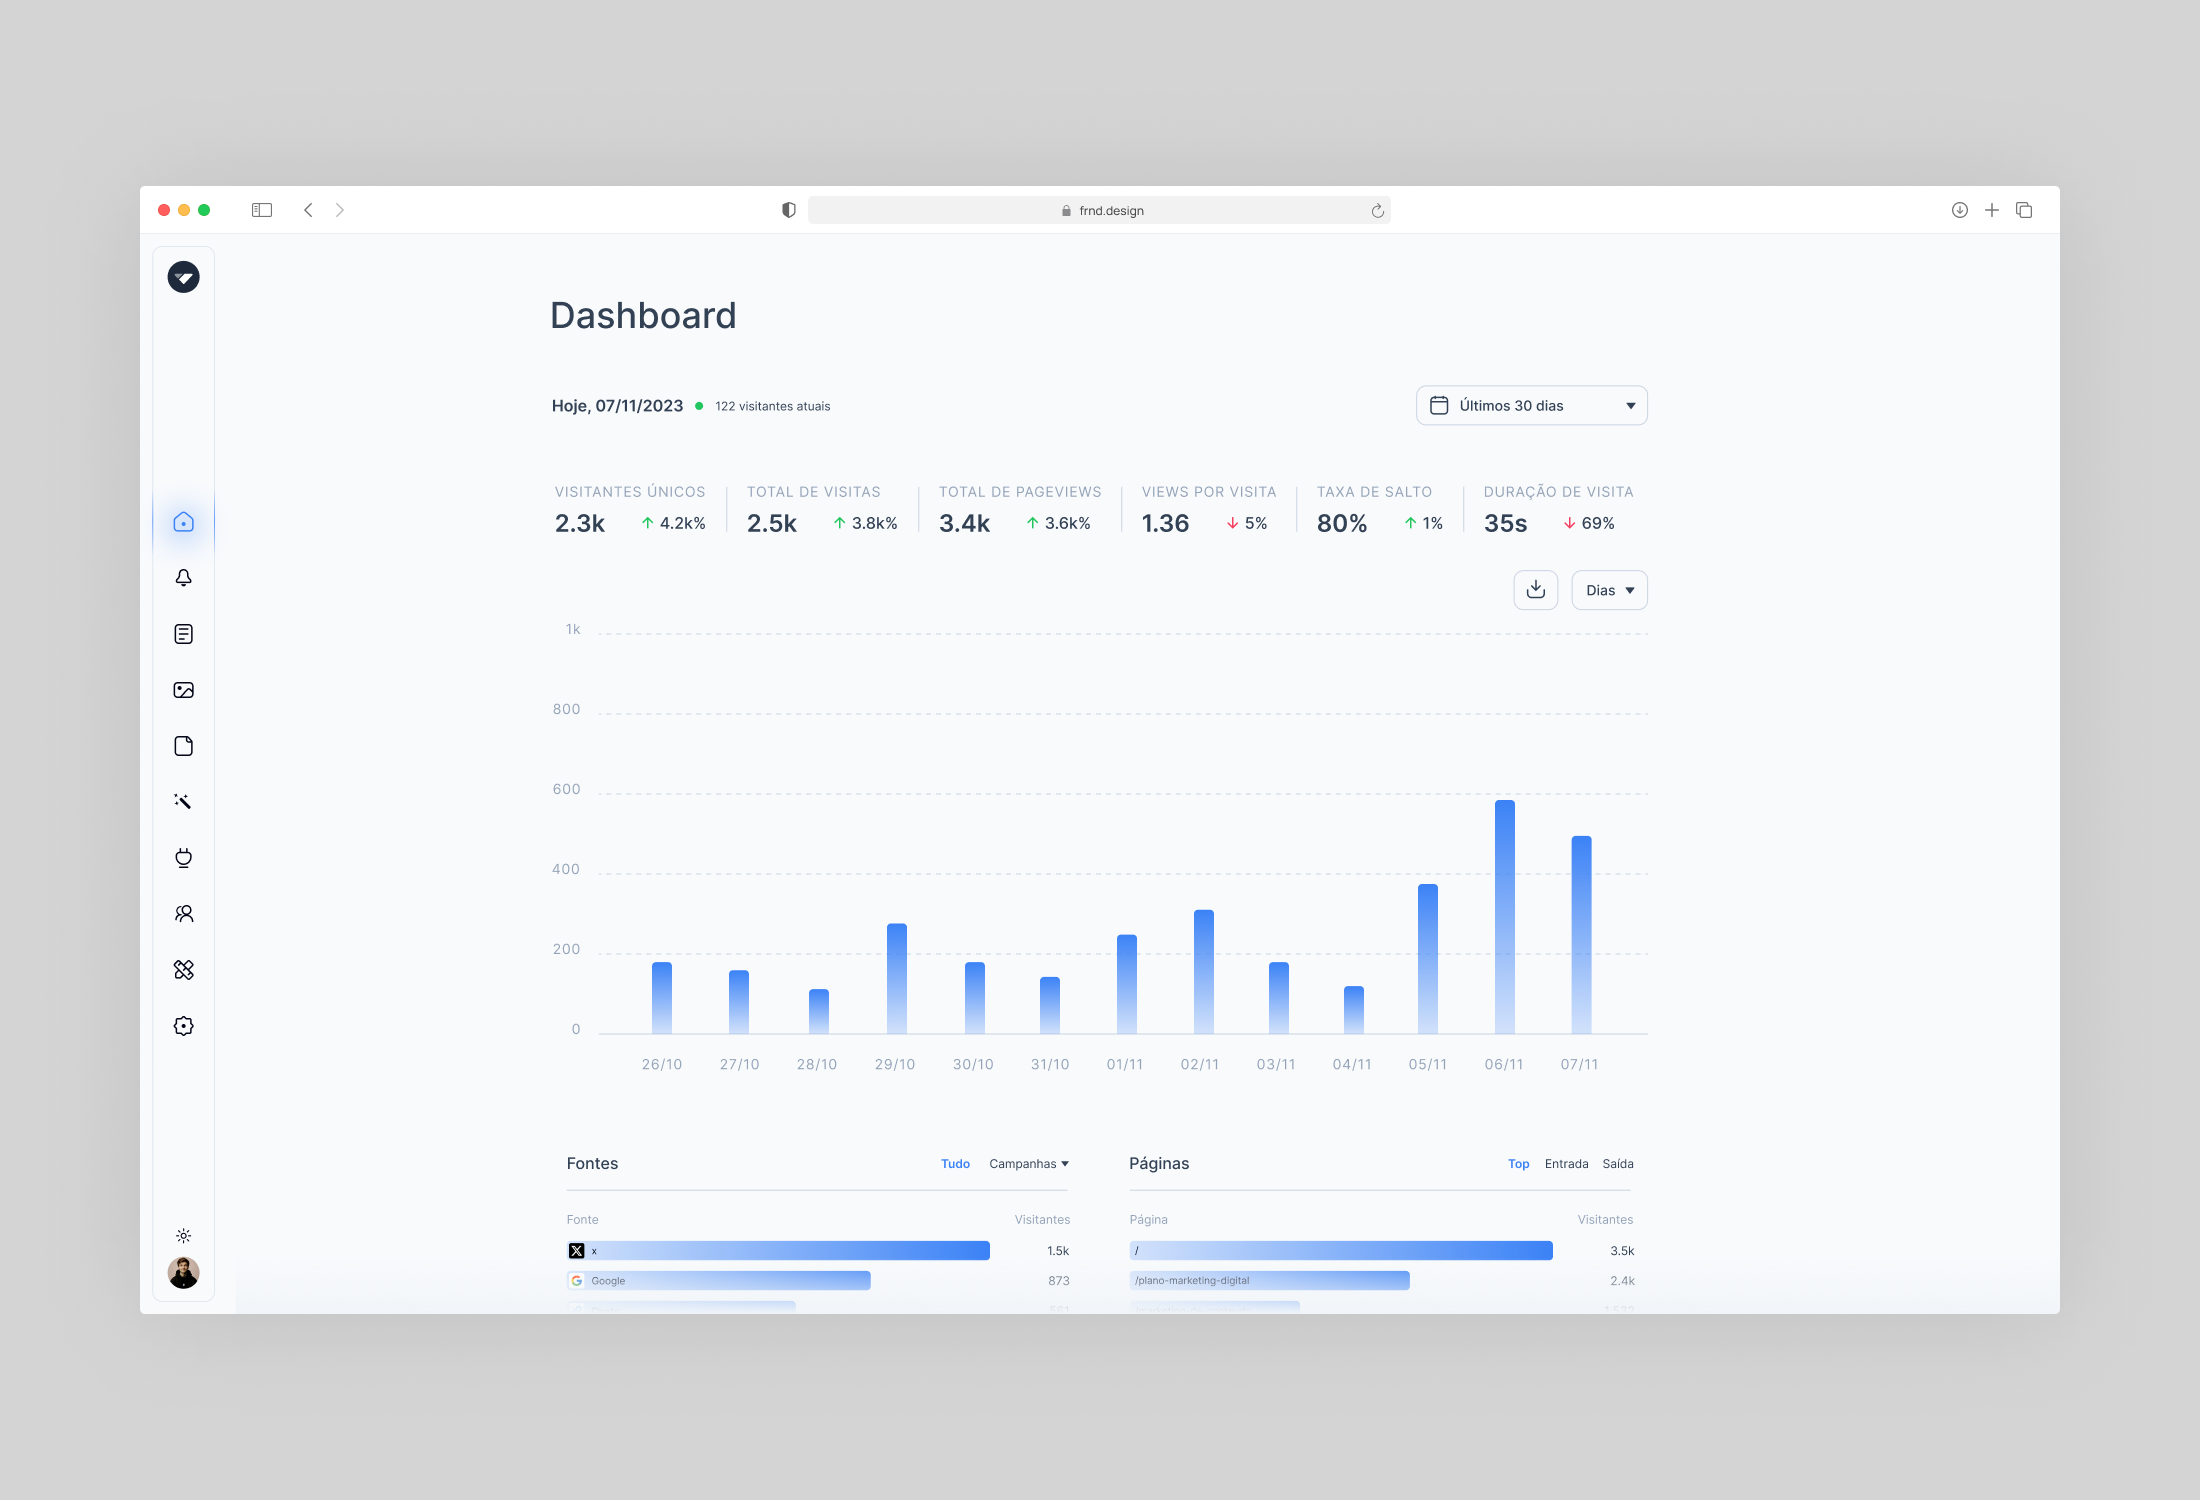 frnd.design
Dashboard
Hoje, 07/11/2023 122 visitantes atuais
Últimos 30 dias
VISITANTES ÚNICOS TOTAL DE VISITAS TOTAL DE PAGEVIEWS VIEWS POR VISITA TAXA DE SALTO DURAÇÃO DE VISITA
2.3k 4.2k% 2.5k 3.8k% 3.4k 3.6k% 1.36 5% 80% 1% 35s 69%
Dias
1k
800
600
400
200
0
26/10 27/10 28/10 29/10 30/10 31/10 01/11 02/11 03/11 04/11 05/11 06/11 07/11
Fontes Tudo Campanhas
Fonte Visitantes
x 1.5k
Google 873
561
Páginas Top Entrada Saída
Página Visitantes
/ 3.5k
/plano-marketing-digital 2.4k